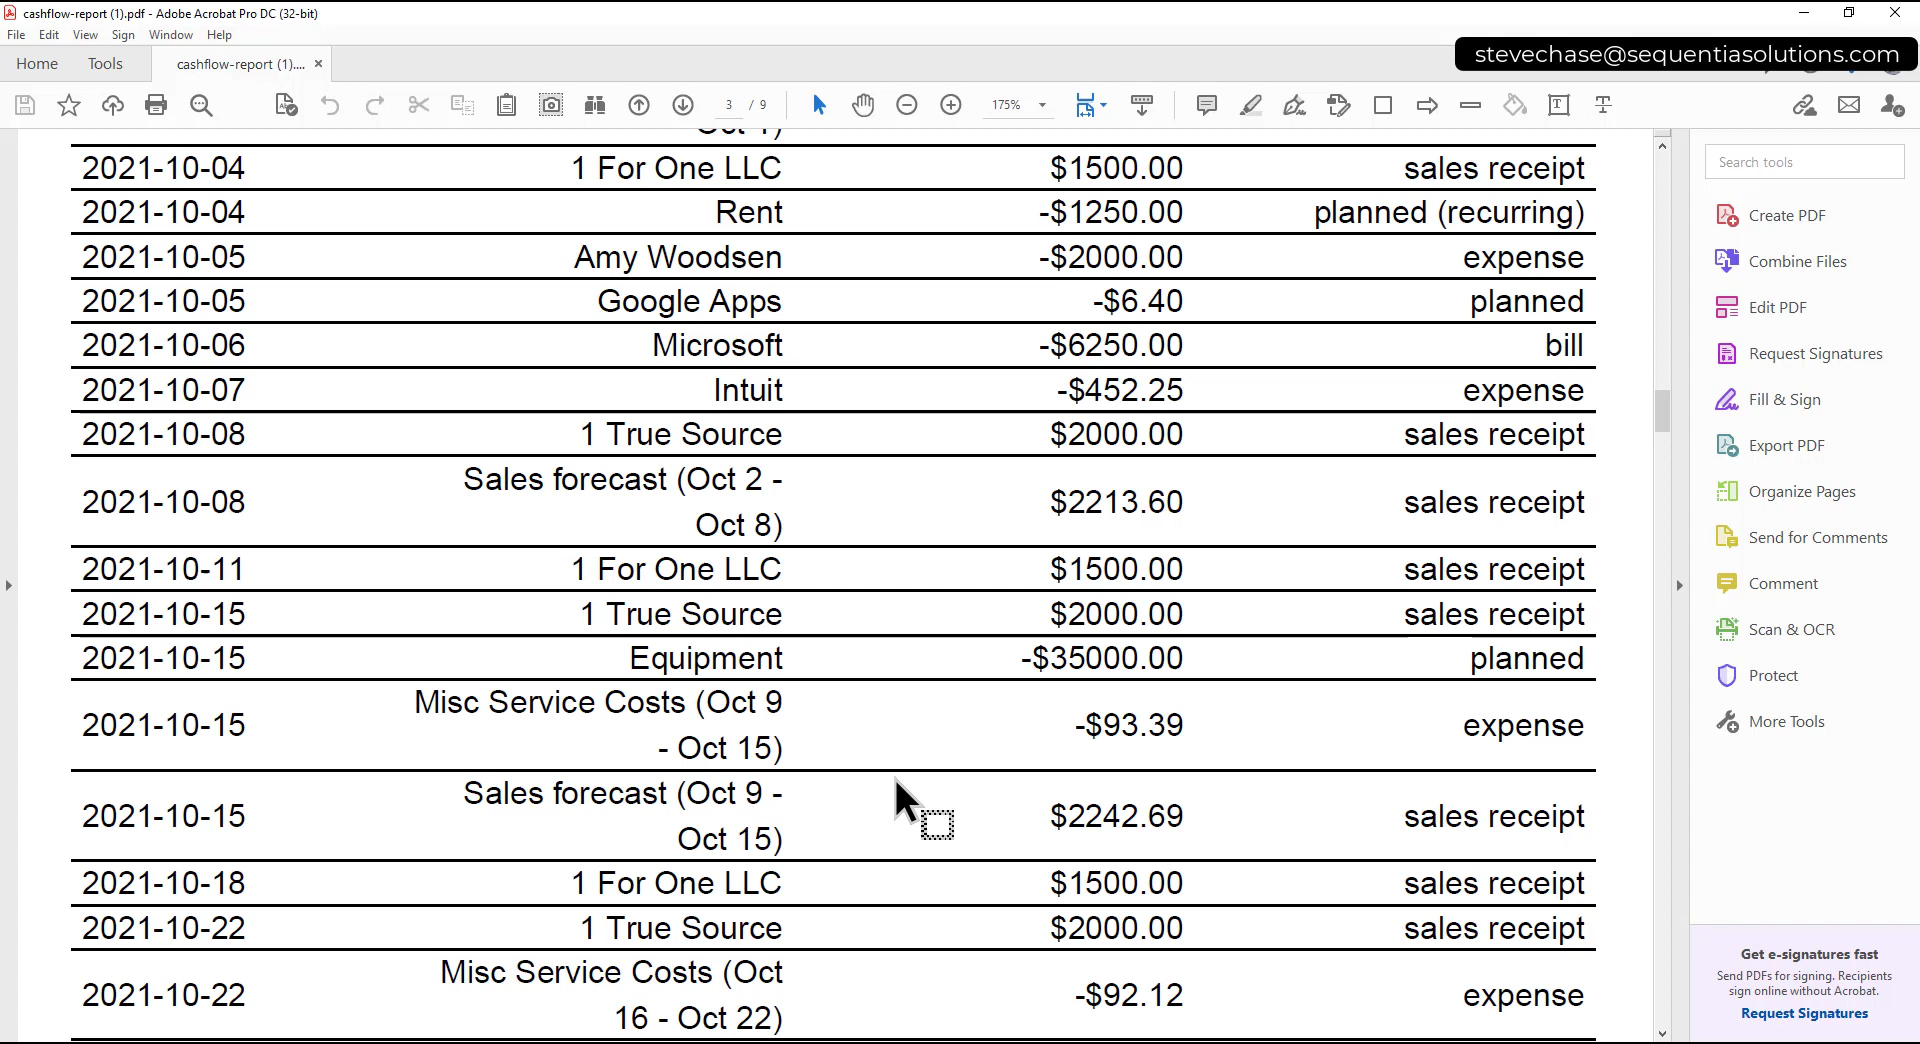 cashflow-report (1).pdf - Adobe Acrobat Pro DC (32-bit)
File Edit View Sign Window Help
stevechase@sequentiasolutions.com
Home Tools cashflow-report (1).... ×
3 / 9 175%
Oct 1)
2021-10-04 1 For One LLC $1500.00 sales receipt
2021-10-04 Rent -$1250.00 planned (recurring)
2021-10-05 Amy Woodsen -$2000.00 expense
2021-10-05 Google Apps -$6.40 planned
2021-10-06 Microsoft -$6250.00 bill
2021-10-07 Intuit -$452.25 expense
2021-10-08 1 True Source $2000.00 sales receipt
Sales forecast (Oct 2 -
2021-10-08 $2213.60 sales receipt
Oct 8)
2021-10-11 1 For One LLC $1500.00 sales receipt
2021-10-15 1 True Source $2000.00 sales receipt
2021-10-15 Equipment -$35000.00 planned
Misc Service Costs (Oct 9
2021-10-15 -$93.39 expense
- Oct 15)
Sales forecast (Oct 9 -
2021-10-15 $2242.69 sales receipt
Oct 15)
2021-10-18 1 For One LLC $1500.00 sales receipt
2021-10-22 1 True Source $2000.00 sales receipt
Misc Service Costs (Oct
2021-10-22 -$92.12 expense
16 - Oct 22)
Search tools
Create PDF
Combine Files
Edit PDF
Request Signatures
Fill & Sign
Export PDF
Organize Pages
Send for Comments
Comment
Scan & OCR
Protect
More Tools
Get e-signatures fast
Send PDFs for signing. Recipients
sign online without Acrobat.
Request Signatures